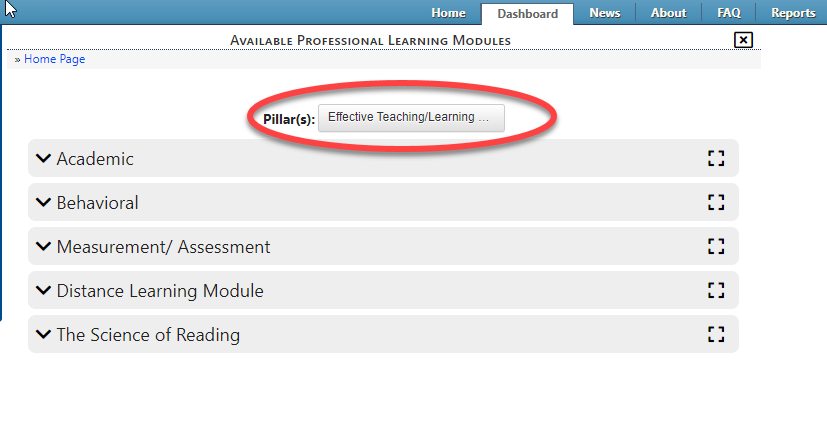 Home Dashboard News About FAQ Reports
Available Professional Learning Modules
» Home Page
Pillar(s): Effective Teaching/Learning ...
Academic
Behavioral
Measurement/ Assessment
Distance Learning Module
The Science of Reading